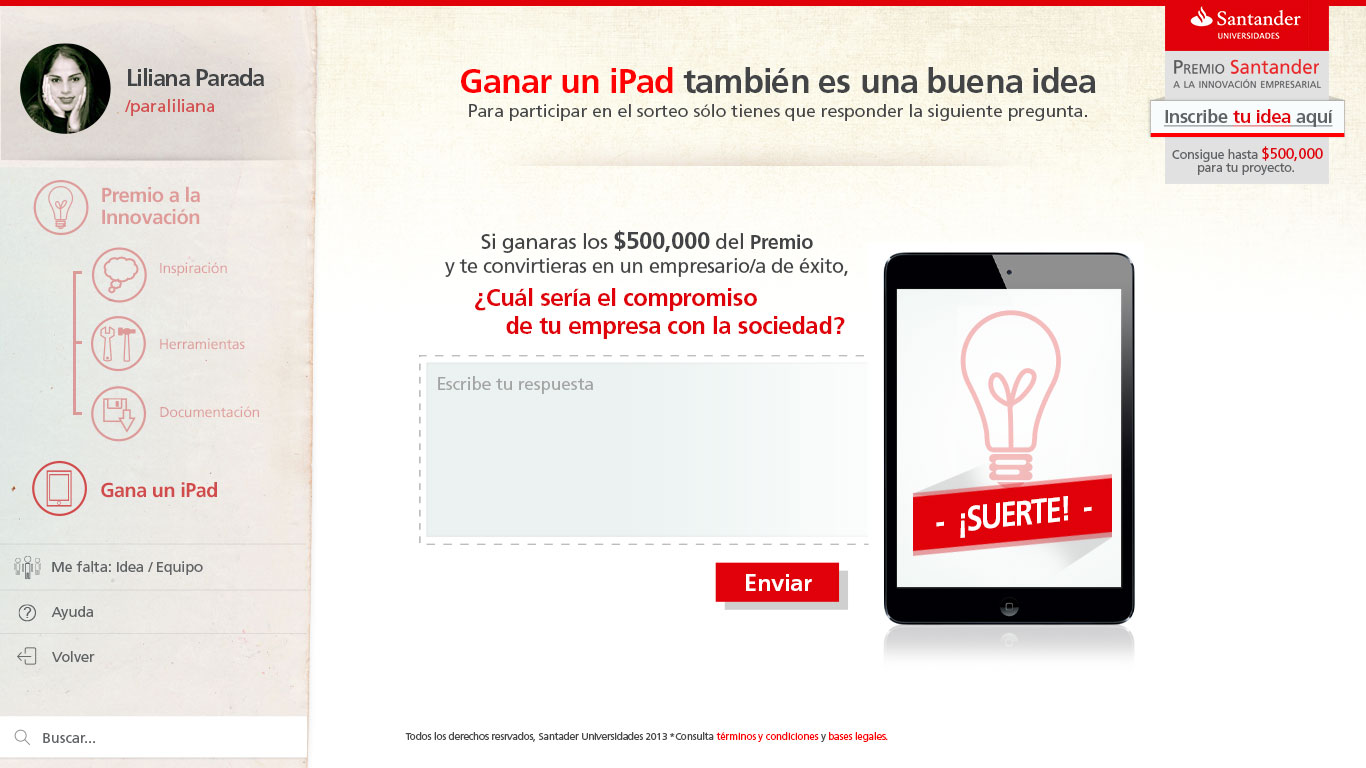 Liliana Parada
/paraliliana
Premio a la
Innovación
Inspiración
Herramientas
Documentación
Gana un iPad
Me falta: Idea / Equipo
Ayuda
Volver
Buscar...
Ganar un iPad también es una buena idea
Para participar en el sorteo sólo tienes que responder la siguiente pregunta.
Si ganaras los $500,000 del Premio
y te convirtieras en un empresario/a de éxito,
¿Cuál sería el compromiso
de tu empresa con la sociedad?
Escribe tu respuesta
Enviar
- ¡SUERTE! -
Santander
UNIVERSIDADES
PREMIO Santander
A LA INNOVACIÓN EMPRESARIAL
Inscribe tu idea aquí
Consigue hasta $500,000
para tu proyecto.
Todos los derechos resrvados, Santader Universidades 2013 *Consulta términos y condiciones y bases legales.